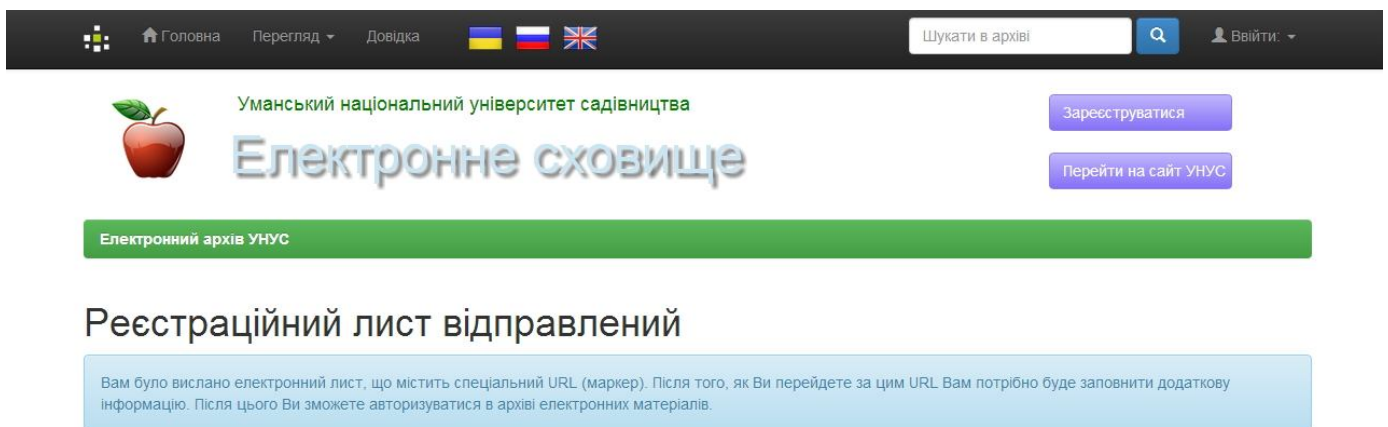 Головна Перегляд Довідка Шукати в архіві Ввійти:
Уманський національний університет садівництва
Зареєструватися
Електронне сховище
Перейти на сайт УНУС
Електронний архів УНУС
Реєстраційний лист відправлений
Вам було вислано електронний лист, що містить спеціальний URL (маркер). Після того, як Ви перейдете за цим URL Вам потрібно буде заповнити додаткову
інформацію. Після цього Ви зможете авторизуватися в архіві електронних матеріалів.